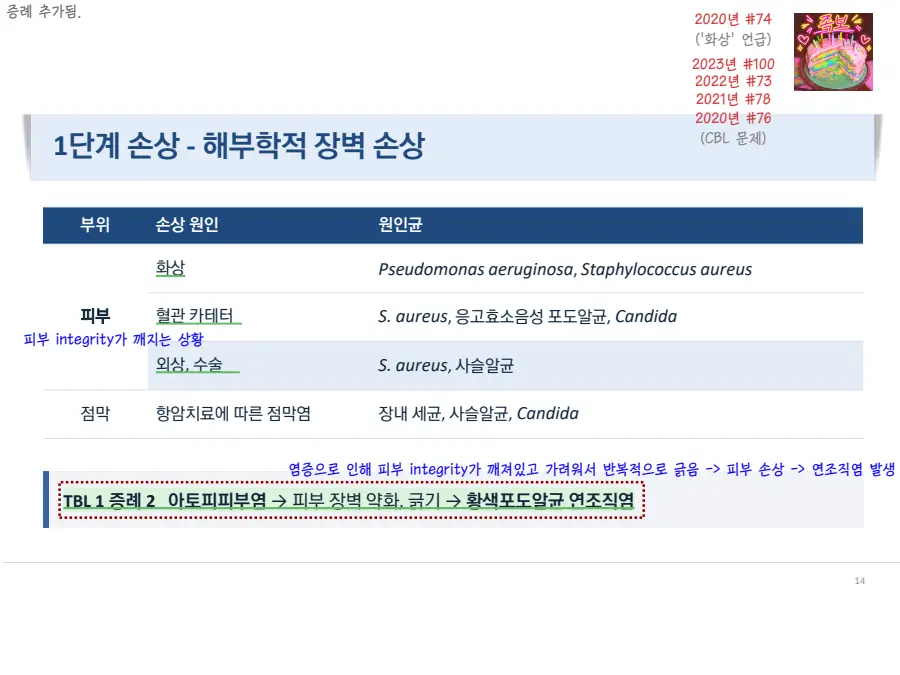 증례 추가됨.
2020년 #74
('화상' 언급)
2023년 #100
2022년 #73
2021년 #78
2020년 #76
(CBL 문제)
족보
1단계 손상 - 해부학적 장벽 손상
부위 손상 원인 원인균
화상 Pseudomonas aeruginosa, Staphylococcus aureus
피부 혈관 카테터 S. aureus, 응고효소음성 포도알균, Candida
피부 integrity가 깨지는 상황
외상, 수술 S. aureus, 사슬알균
점막 항암치료에 따른 점막염 장내 세균, 사슬알균, Candida
염증으로 인해 피부 integrity가 깨져있고 가려워서 반복적으로 긁음 -> 피부 손상 -> 연조직염 발생
TBL 1 증례 2 아토피피부염 → 피부 장벽 약화, 긁기 → 황색포도알균 연조직염
14